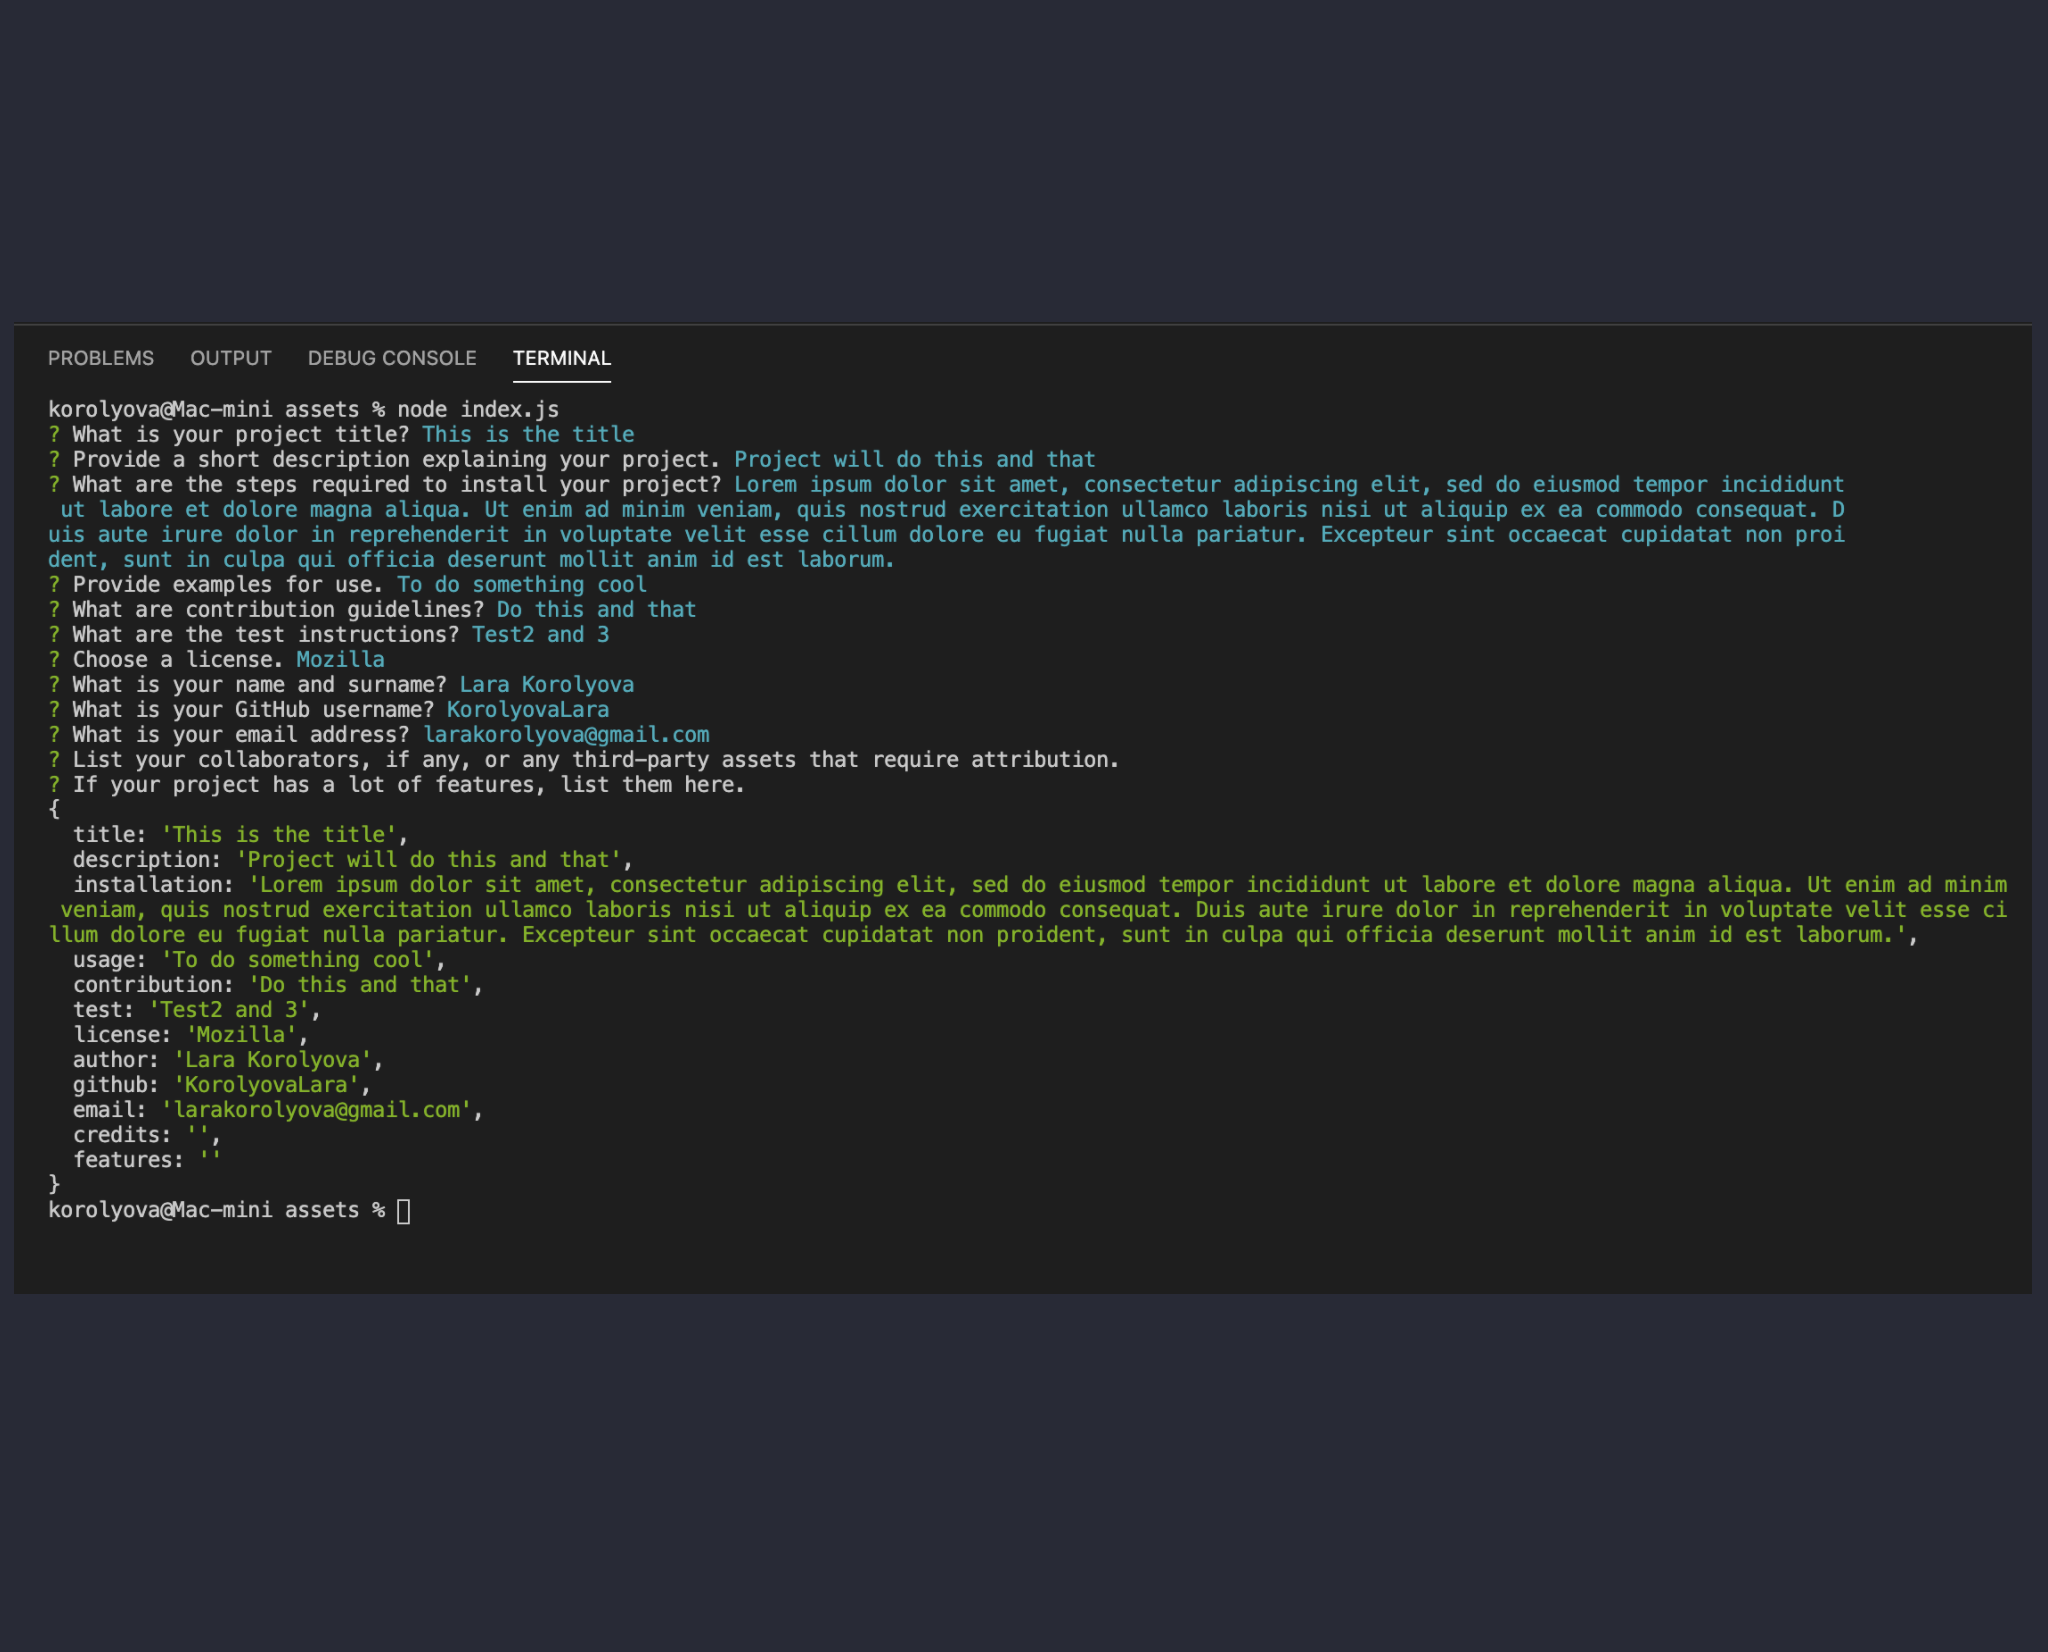 PROBLEMS OUTPUT DEBUG CONSOLE TERMINAL
korolyova@Mac-mini assets % node index.js
? What is your project title? This is the title
? Provide a short description explaining your project. Project will do this and that
? What are the steps required to install your project? Lorem ipsum dolor sit amet, consectetur adipiscing elit, sed do eiusmod tempor incididunt
 ut labore et dolore magna aliqua. Ut enim ad minim veniam, quis nostrud exercitation ullamco laboris nisi ut aliquip ex ea commodo consequat. D
uis aute irure dolor in reprehenderit in voluptate velit esse cillum dolore eu fugiat nulla pariatur. Excepteur sint occaecat cupidatat non proi
dent, sunt in culpa qui officia deserunt mollit anim id est laborum.
? Provide examples for use. To do something cool
? What are contribution guidelines? Do this and that
? What are the test instructions? Test2 and 3
? Choose a license. Mozilla
? What is your name and surname? Lara Korolyova
? What is your GitHub username? KorolyovaLara
? What is your email address? larakorolyova@gmail.com
? List your collaborators, if any, or any third-party assets that require attribution.
? If your project has a lot of features, list them here.
{
  title: 'This is the title',
  description: 'Project will do this and that',
  installation: 'Lorem ipsum dolor sit amet, consectetur adipiscing elit, sed do eiusmod tempor incididunt ut labore et dolore magna aliqua. Ut enim ad minim
 veniam, quis nostrud exercitation ullamco laboris nisi ut aliquip ex ea commodo consequat. Duis aute irure dolor in reprehenderit in voluptate velit esse ci
llum dolore eu fugiat nulla pariatur. Excepteur sint occaecat cupidatat non proident, sunt in culpa qui officia deserunt mollit anim id est laborum.',
  usage: 'To do something cool',
  contribution: 'Do this and that',
  test: 'Test2 and 3',
  license: 'Mozilla',
  author: 'Lara Korolyova',
  github: 'KorolyovaLara',
  email: 'larakorolyova@gmail.com',
  credits: '',
  features: ''
}
korolyova@Mac-mini assets %